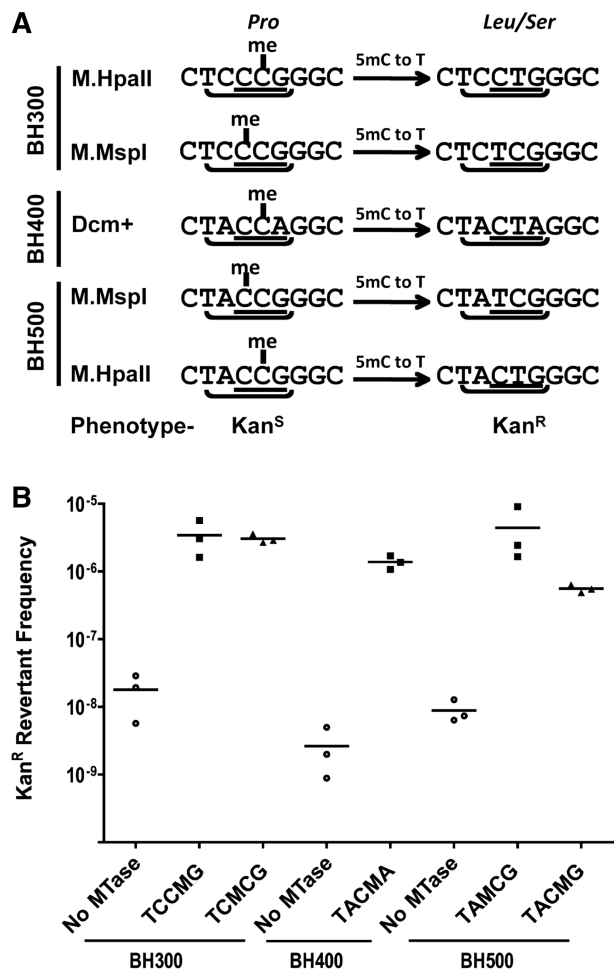 A
Pro
Leu/Ser
BH300
M.HpaII
me
CTCCCGGGC
5mC to T
CTCCTGGGC
M.MspI
me
CTCCCGGGC
5mC to T
CTCTCGGGC
BH400
Dcm+
me
CTACCAGGC
5mC to T
CTACTAGGC
BH500
M.MspI
me
CTACCGGGC
5mC to T
CTATCGGGC
M.HpaII
me
CTACCGGGC
5mC to T
CTACTGGGC
Phenotype- Kan^S Kan^R
B
Kan^R Revertant Frequency
10^-5
10^-6
10^-7
10^-8
10^-9
No MTase
TCCMG
TCMCG
No MTase
TACMA
No MTase
TAMCG
TACMG
BH300
BH400
BH500